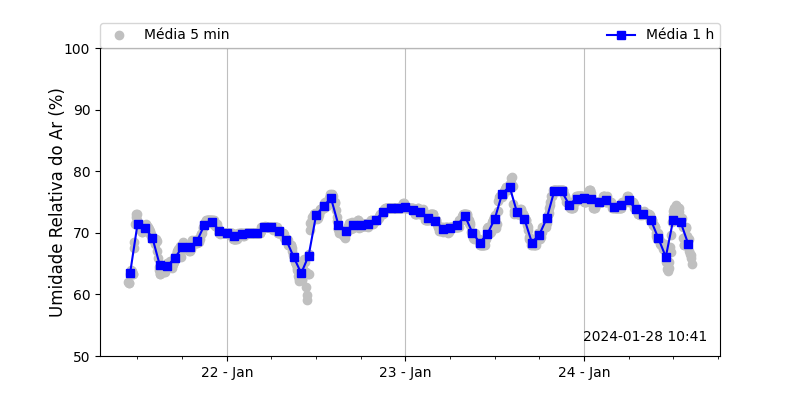 Média 5 min
Média 1 h
Umidade Relativa do Ar (%)
100
90
80
70
60
50
2024-01-28 10:41
22 - Jan
23 - Jan
24 - Jan